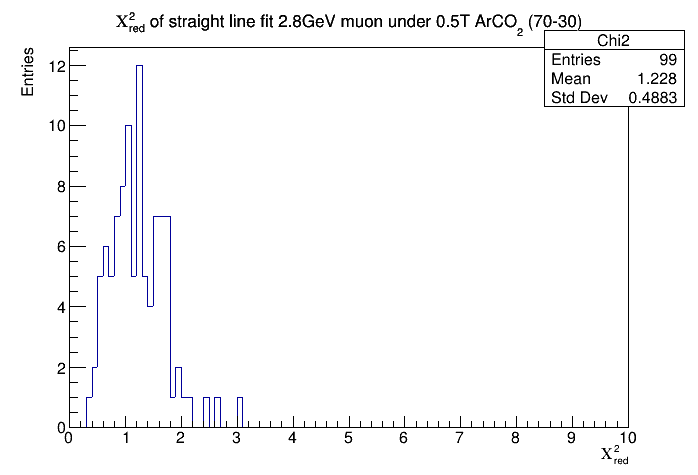 X²red of straight line fit 2.8GeV muon under 0.5T ArCO₂ (70-30)
Chi2
Entries 99
Mean 1.228
Std Dev 0.4883
Entries
12
10
8
6
4
2
0
0 1 2 3 4 5 6 7 8 9 10
X²red